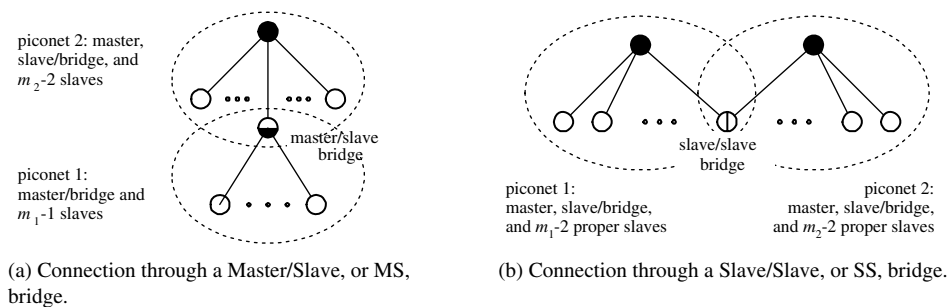 piconet 2: master,
slave/bridge, and
m₂-2 slaves
master/slave
bridge
piconet 1:
master/bridge and
m₁-1 slaves
(a) Connection through a Master/Slave, or MS,
bridge.
slave/slave
bridge
piconet 1:
master, slave/bridge,
and m₁-2 proper slaves
piconet 2:
master, slave/bridge,
and m₂-2 proper slaves
(b) Connection through a Slave/Slave, or SS, bridge.